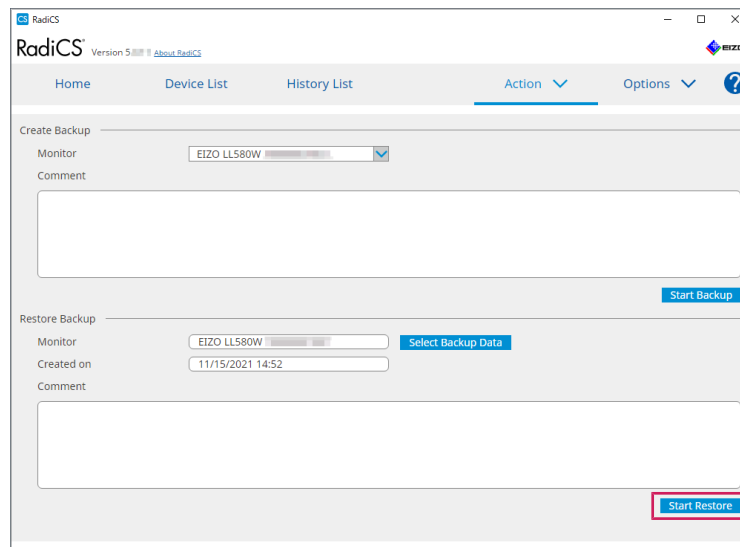 CS RadiCS
RadiCS Version 5. About RadiCS
EIZO
Home Device List History List Action Options ?
Create Backup
Monitor EIZO LL580W
Comment
Start Backup
Restore Backup
Monitor EIZO LL580W Select Backup Data
Created on 11/15/2021 14:52
Comment
Start Restore